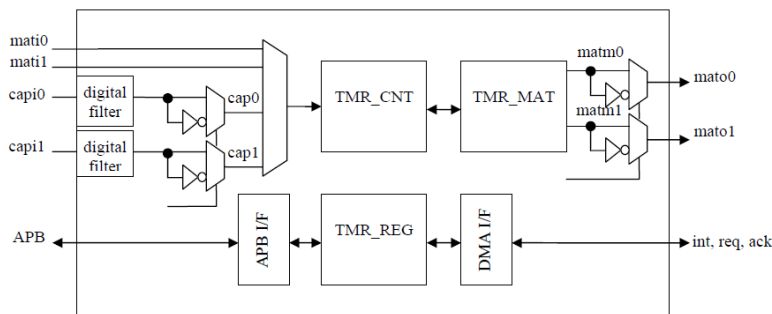 mati0
mati1
capi0
digital
filter
cap0
capi1
digital
filter
cap1
TMR_CNT
TMR_MAT
matm0
mato0
matm1
mato1
APB
APB I/F
TMR_REG
DMA I/F
int, req, ack